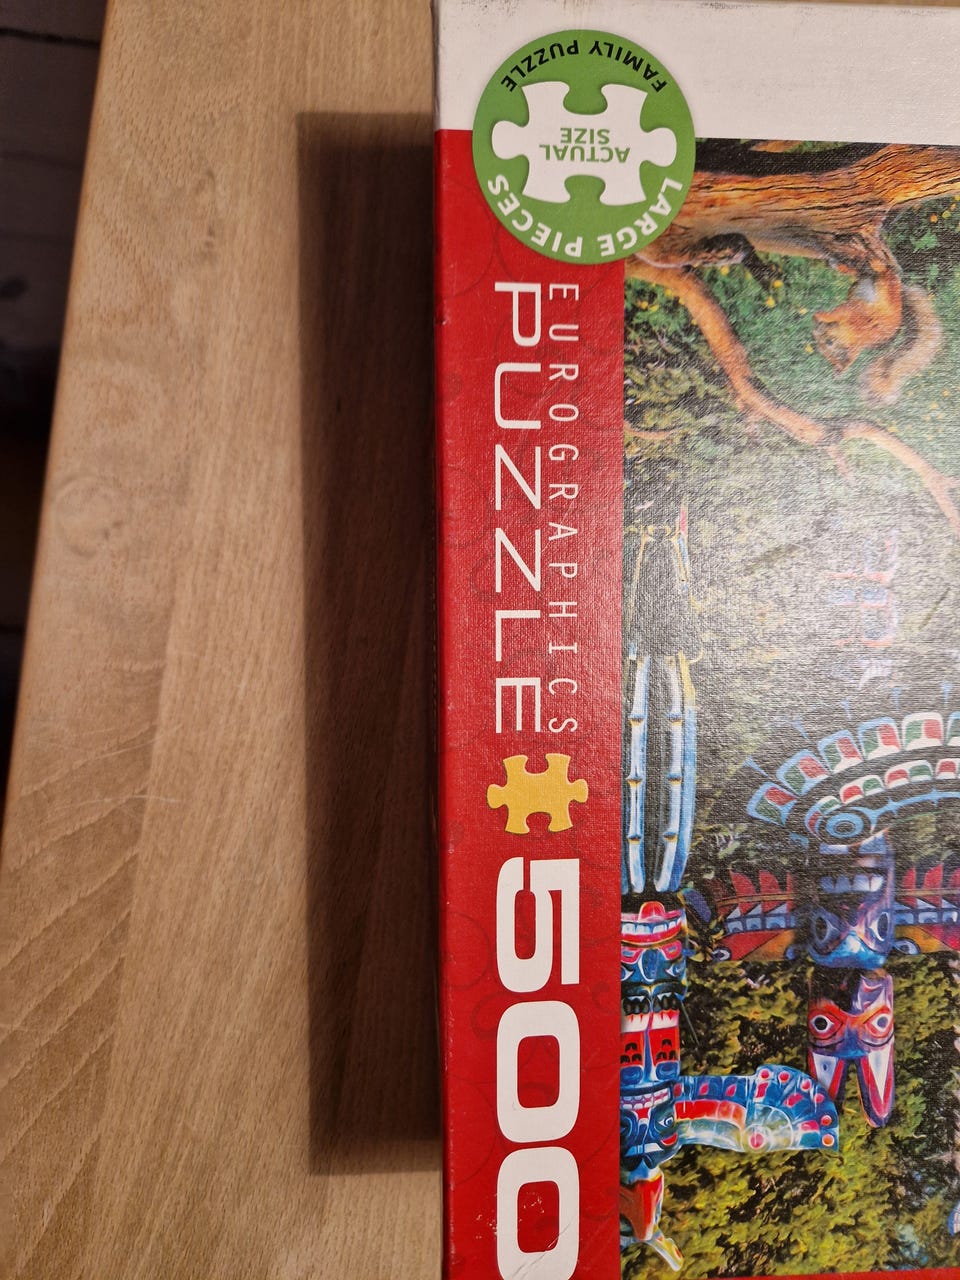 FAMILY PUZZLE
ACTUAL
SIZE
LARGE PIECES
EUROGRAPHICS
PUZZLE 500